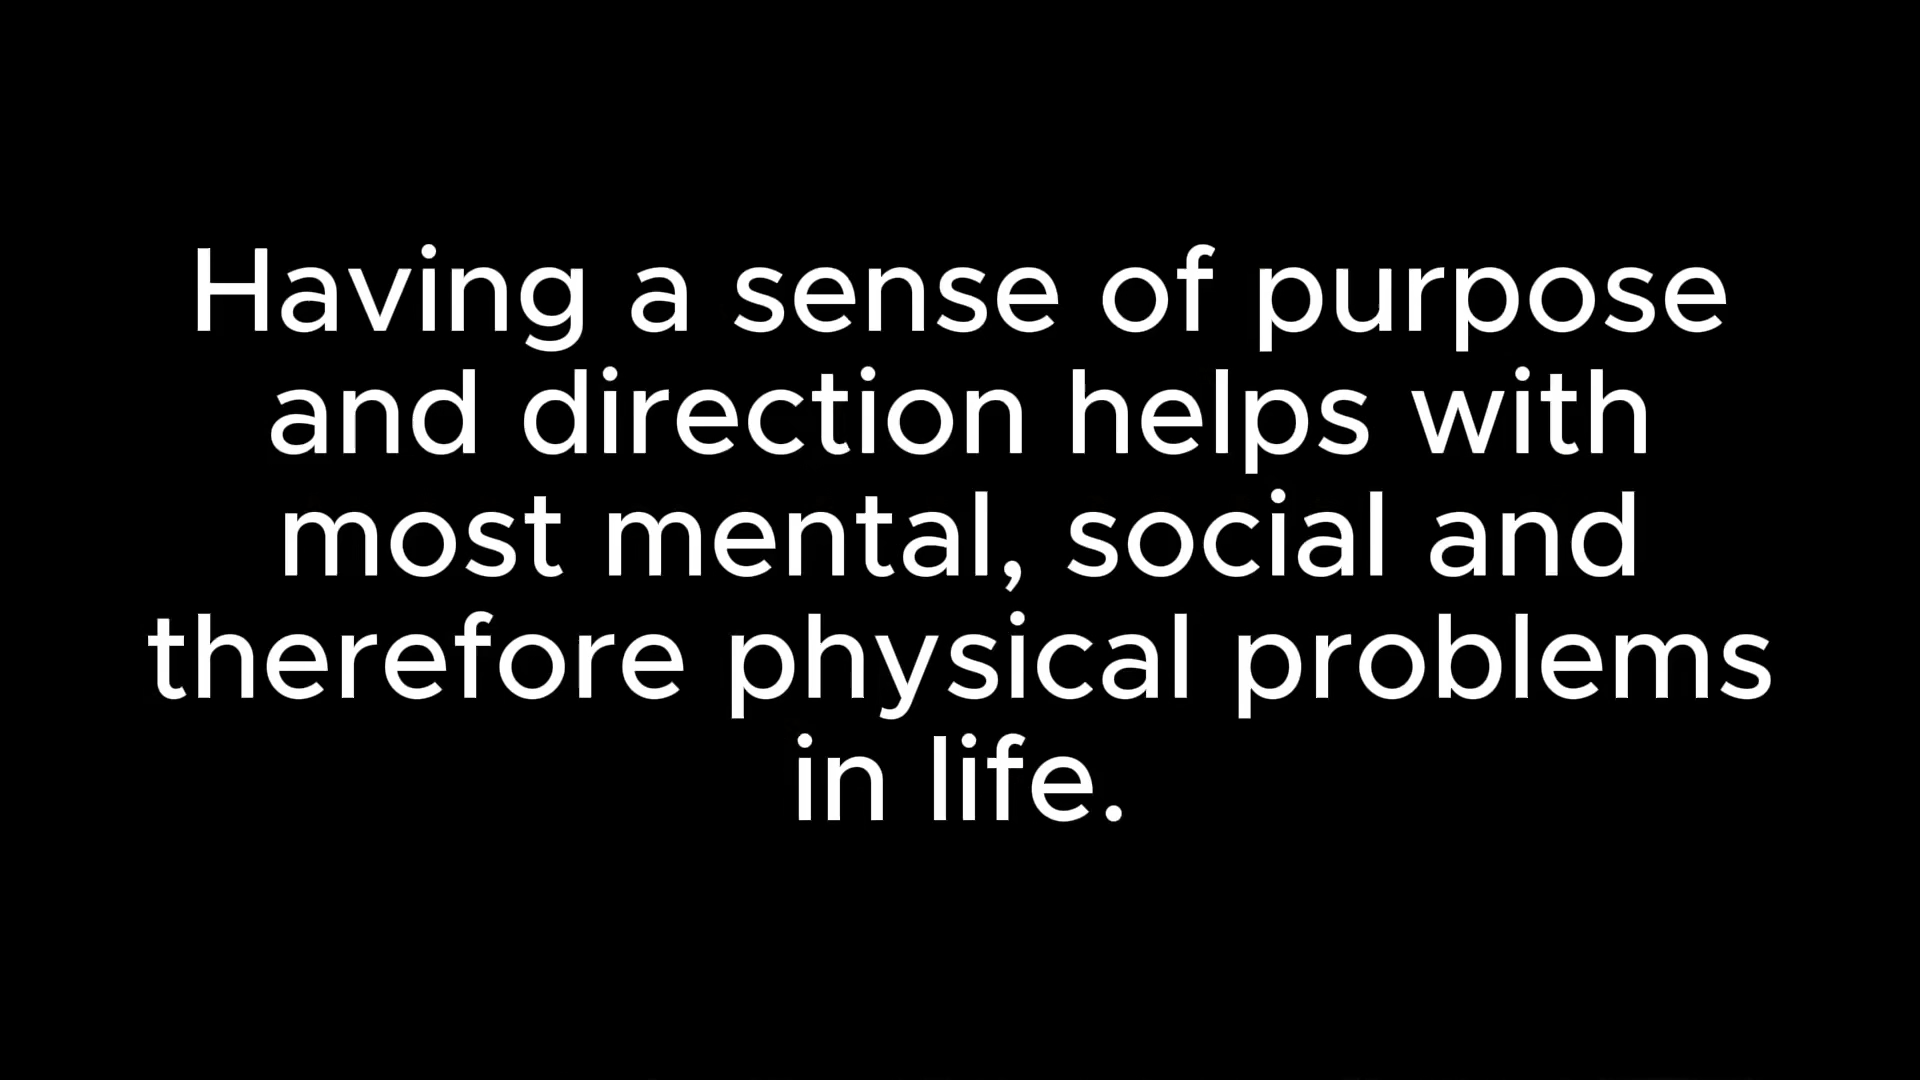 Having a sense of purpose
and direction helps with
most mental, social and
therefore physical problems
in life.